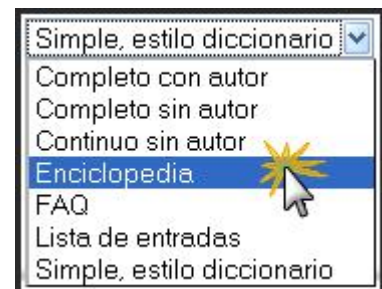 Simple, estilo diccionario
Completo con autor
Completo sin autor
Continuo sin autor
Enciclopedia
FAQ
Lista de entradas
Simple, estilo diccionario